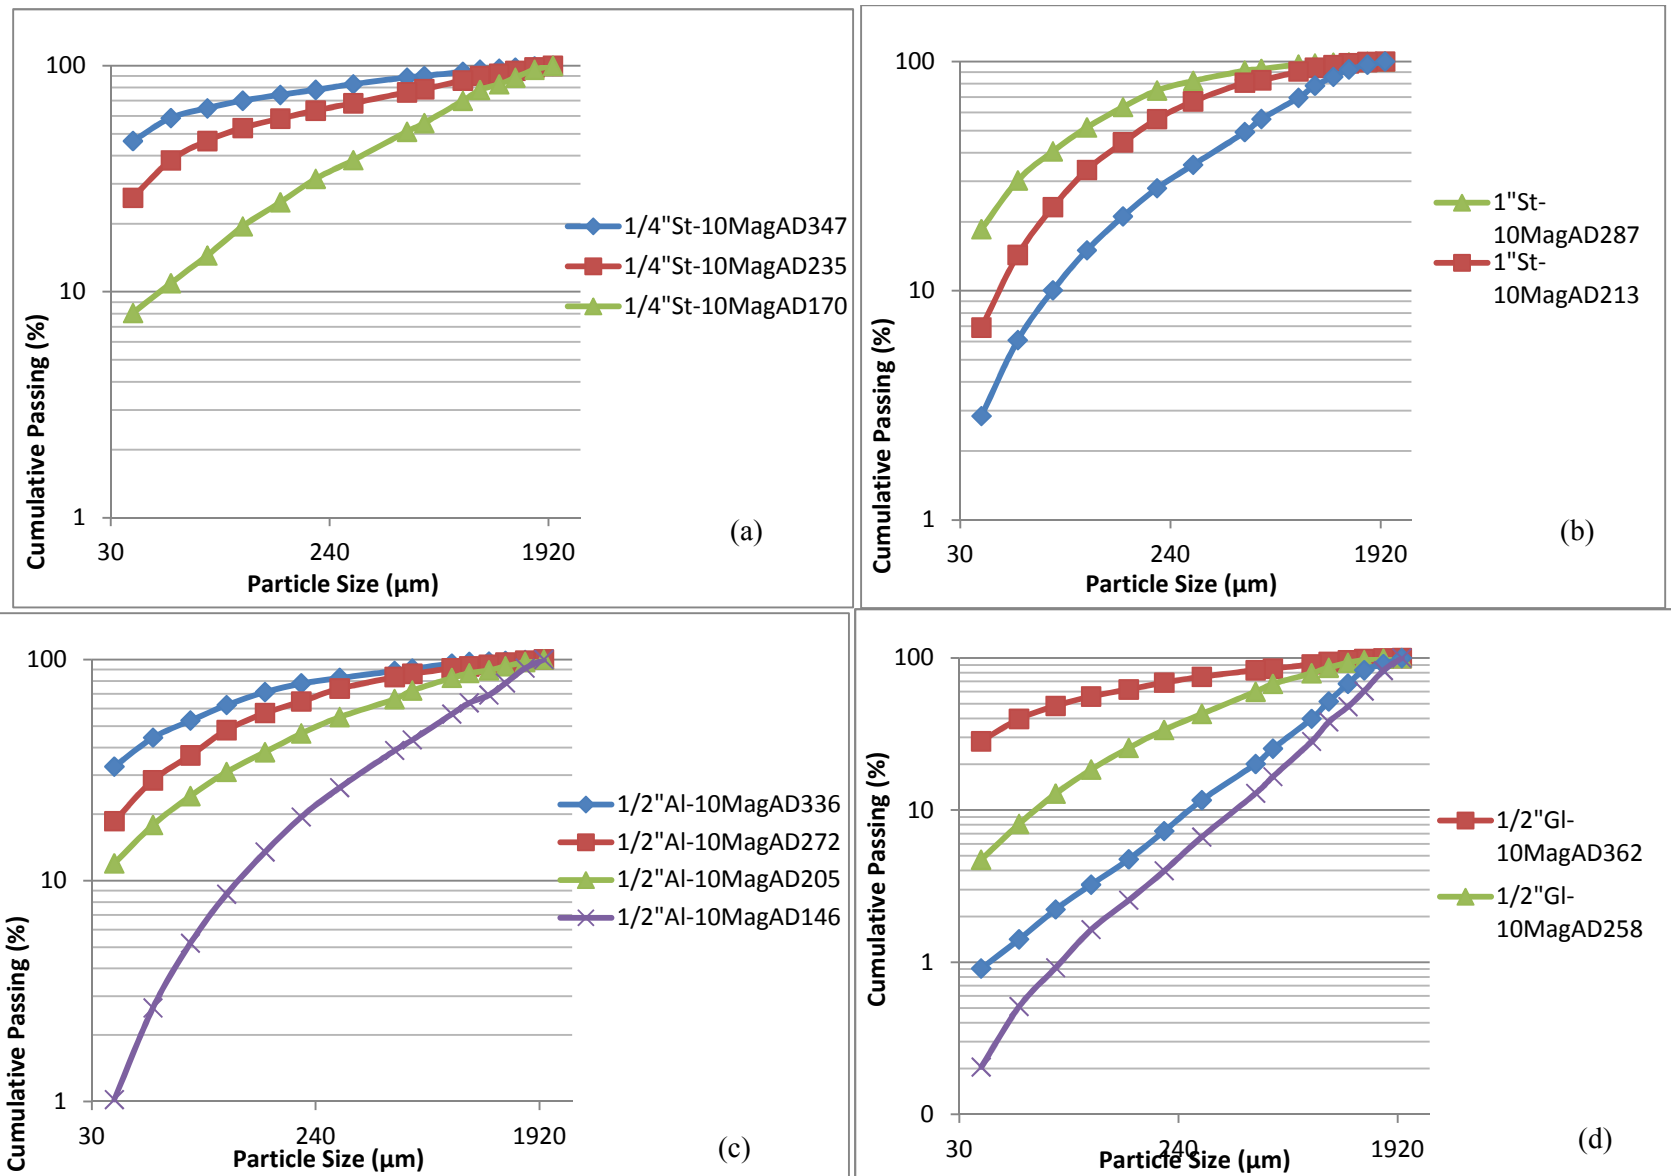 100
10
1
30
240
1920
Cumulative Passing (%)
Particle Size (µm)
1/4"St-10MagAD347
1/4"St-10MagAD235
1/4"St-10MagAD170
(a)
100
10
1
30
240
1920
Cumulative Passing (%)
Particle Size (µm)
1"St-
10MagAD287
1"St-
10MagAD213
(b)
100
10
1
30
240
1920
Cumulative Passing (%)
Particle Size (µm)
1/2"Al-10MagAD336
1/2"Al-10MagAD272
1/2"Al-10MagAD205
1/2"Al-10MagAD146
(c)
100
10
1
0
30
240
1920
Cumulative Passing (%)
Particle Size (µm)
1/2"Gl-
10MagAD362
1/2"Gl-
10MagAD258
(d)